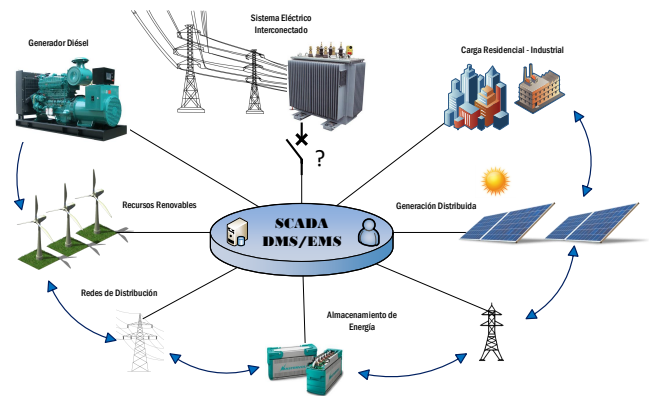 Sistema Eléctrico
Interconectado
Generador Diésel
Carga Residencial - Industrial
?
Recursos Renovables
Generación Distribuida
SCADA
DMS/EMS
Redes de Distribución
Almacenamiento de
Energía